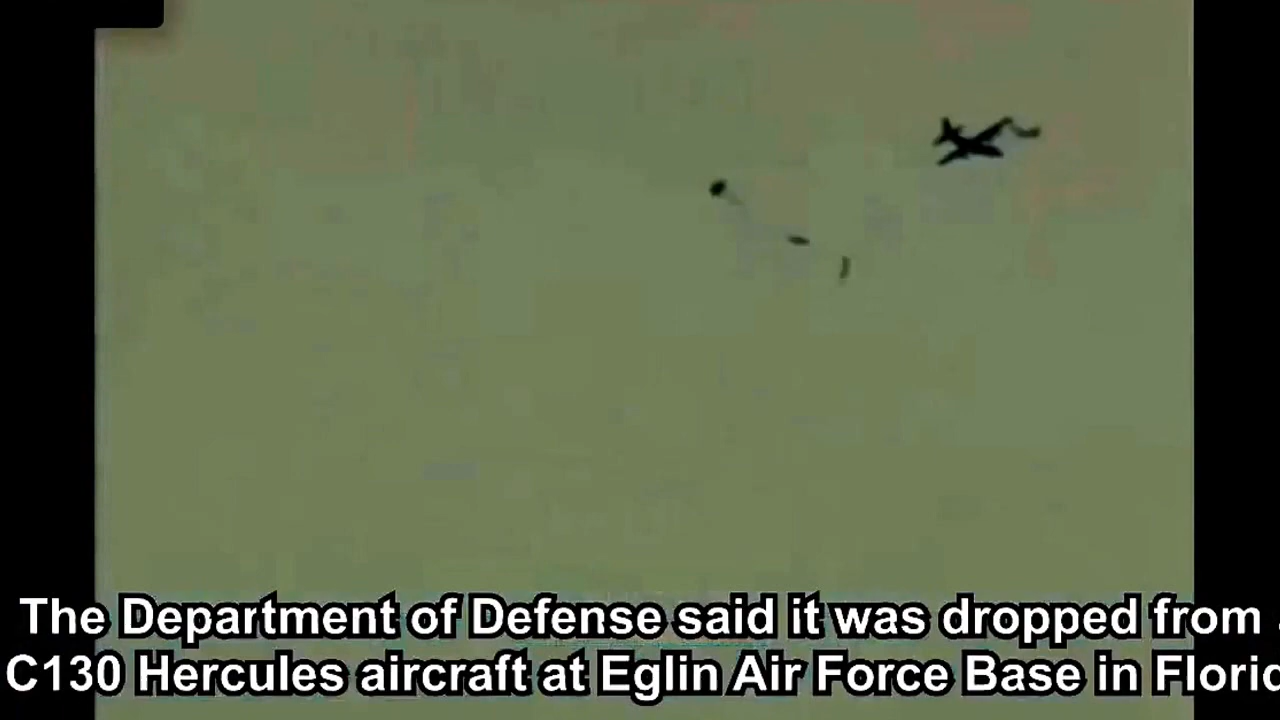 The Department of Defense said it was dropped from
C130 Hercules aircraft at Eglin Air Force Base in